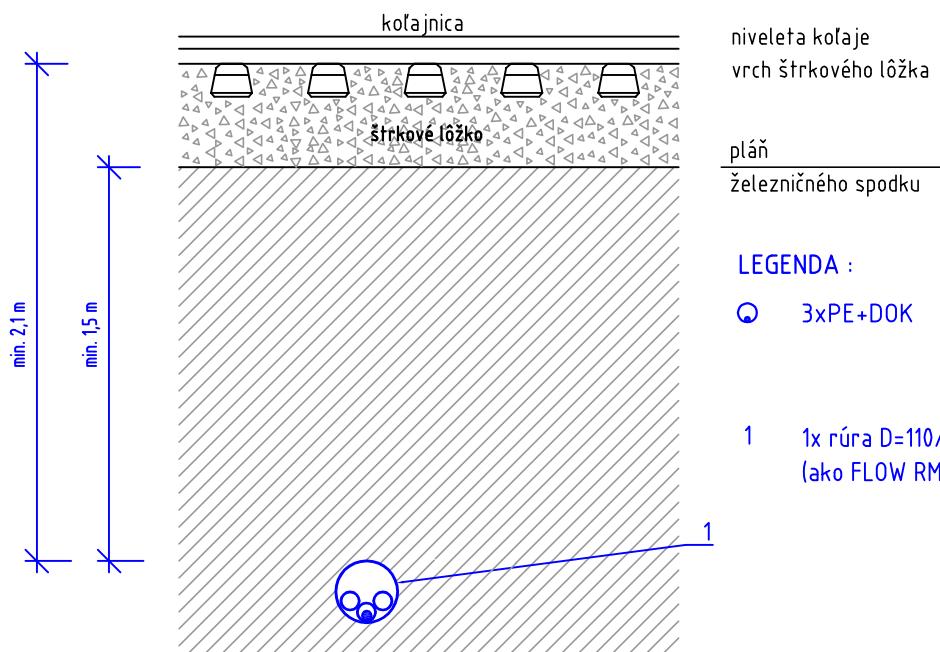 koľajnica
niveleta koľaje
vrch štrkového lôžka
štrkové lôžko
pláň
železničného spodku
LEGENDA :
3xPE+DOK
min. 2,1 m
min. 1,5 m
1
1x rúra D=110/
(ako FLOW RM
1